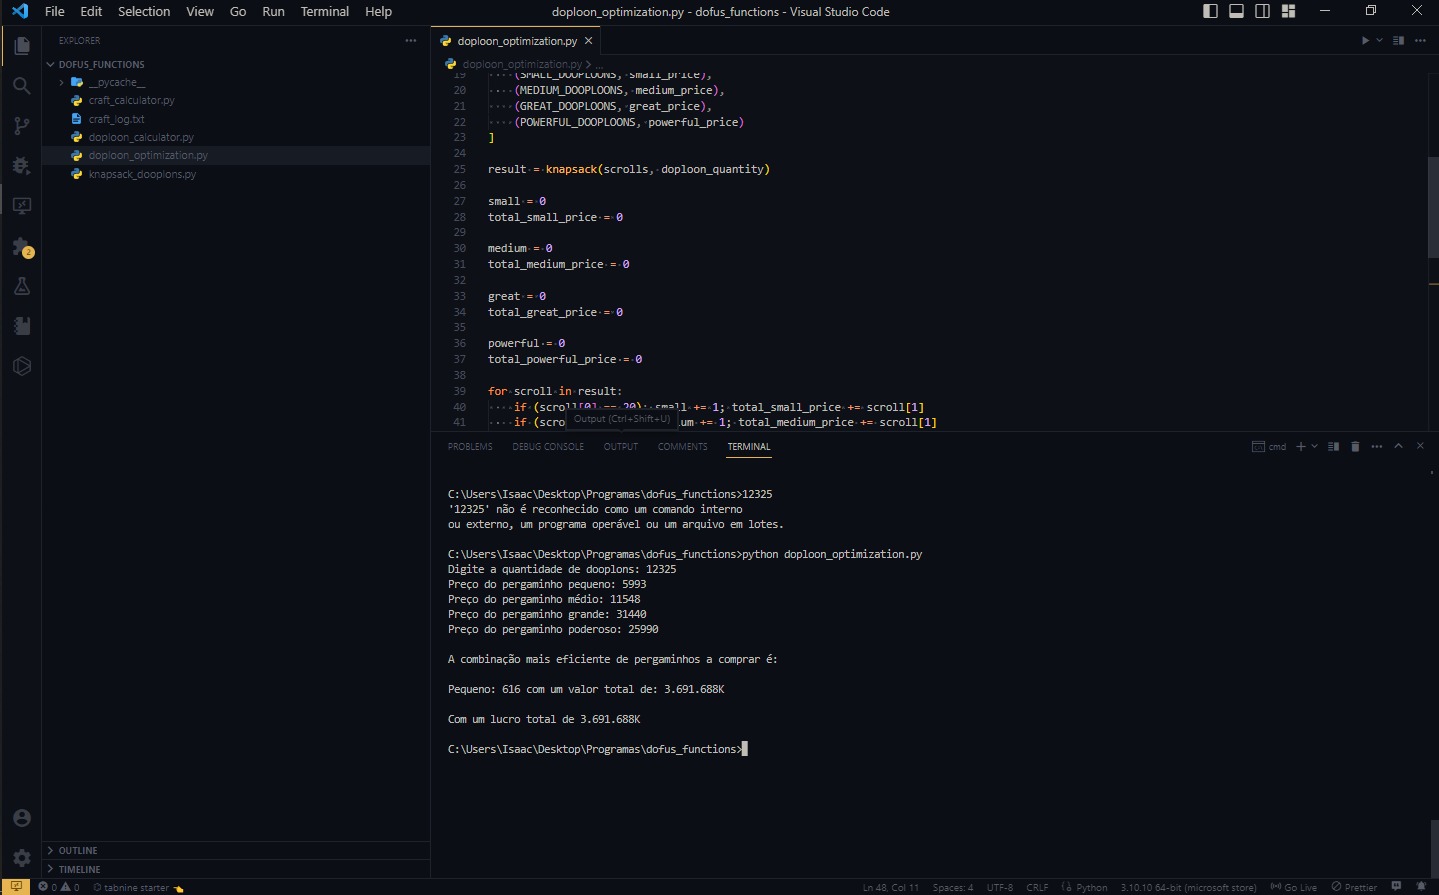 File Edit Selection View Go Run Terminal Help
doploon_optimization.py - dofus_functions - Visual Studio Code
EXPLORER
DOFUS_FUNCTIONS
__pycache__
craft_calculator.py
craft_log.txt
doploon_calculator.py
doploon_optimization.py
knapsack_dooplons.py
2
OUTLINE
TIMELINE
doploon_optimization.py
doploon_optimization.py > ...
19 (SMALL_DOOPLOONS, small_price),
20 (MEDIUM_DOOPLOONS, medium_price),
21 (GREAT_DOOPLOONS, great_price),
22 (POWERFUL_DOOPLOONS, powerful_price)
23 ]
24
25 result = knapsack(scrolls, doploon_quantity)
26
27 small = 0
28 total_small_price = 0
29
30 medium = 0
31 total_medium_price = 0
32
33 great = 0
34 total_great_price = 0
35
36 powerful = 0
37 total_powerful_price = 0
38
39 for scroll in result:
40 if (scroll[0] == 20): small += 1; total_small_price += scroll[1]
41 if (scro um += 1; total_medium_price += scroll[1]
Output (Ctrl+Shift+U)
PROBLEMS DEBUG CONSOLE OUTPUT COMMENTS TERMINAL
cmd
C:\Users\Isaac\Desktop\Programas\dofus_functions>12325
'12325' não é reconhecido como um comando interno
ou externo, um programa operável ou um arquivo em lotes.
C:\Users\Isaac\Desktop\Programas\dofus_functions>python doploon_optimization.py
Digite a quantidade de dooplons: 12325
Preço do pergaminho pequeno: 5993
Preço do pergaminho médio: 11548
Preço do pergaminho grande: 31440
Preço do pergaminho poderoso: 25990
A combinação mais eficiente de pergaminhos a comprar é:
Pequeno: 616 com um valor total de: 3.691.688K
Com um lucro total de 3.691.688K
C:\Users\Isaac\Desktop\Programas\dofus_functions>
0 0 tabnine starter
Ln 48, Col 11 Spaces: 4 UTF-8 CRLF Python 3.10.10 64-bit (microsoft store) Go Live Prettier